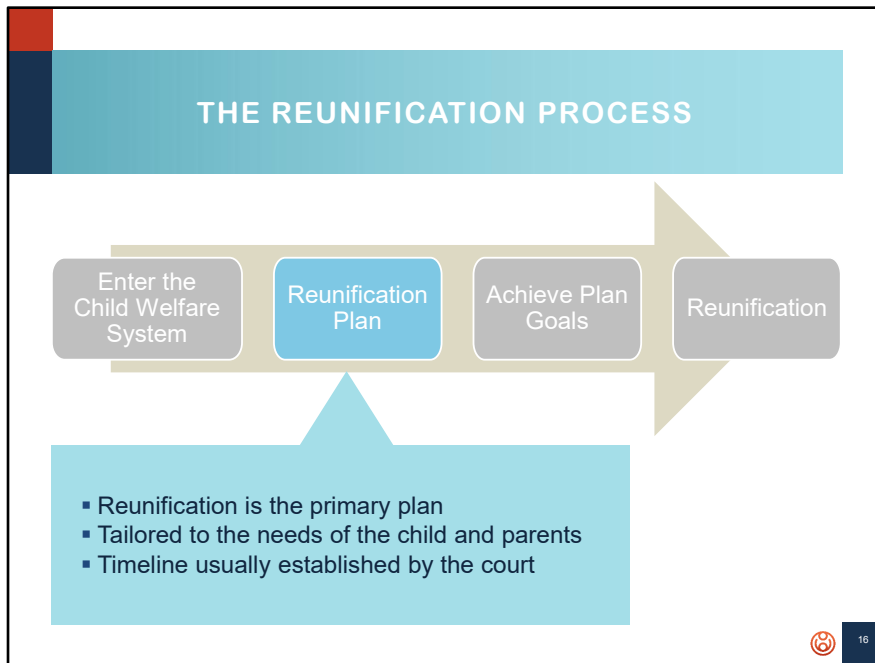 THE REUNIFICATION PROCESS
Enter the
Child Welfare
System
Reunification
Plan
Achieve Plan
Goals
Reunification
▪ Reunification is the primary plan
▪ Tailored to the needs of the child and parents
▪ Timeline usually established by the court
16